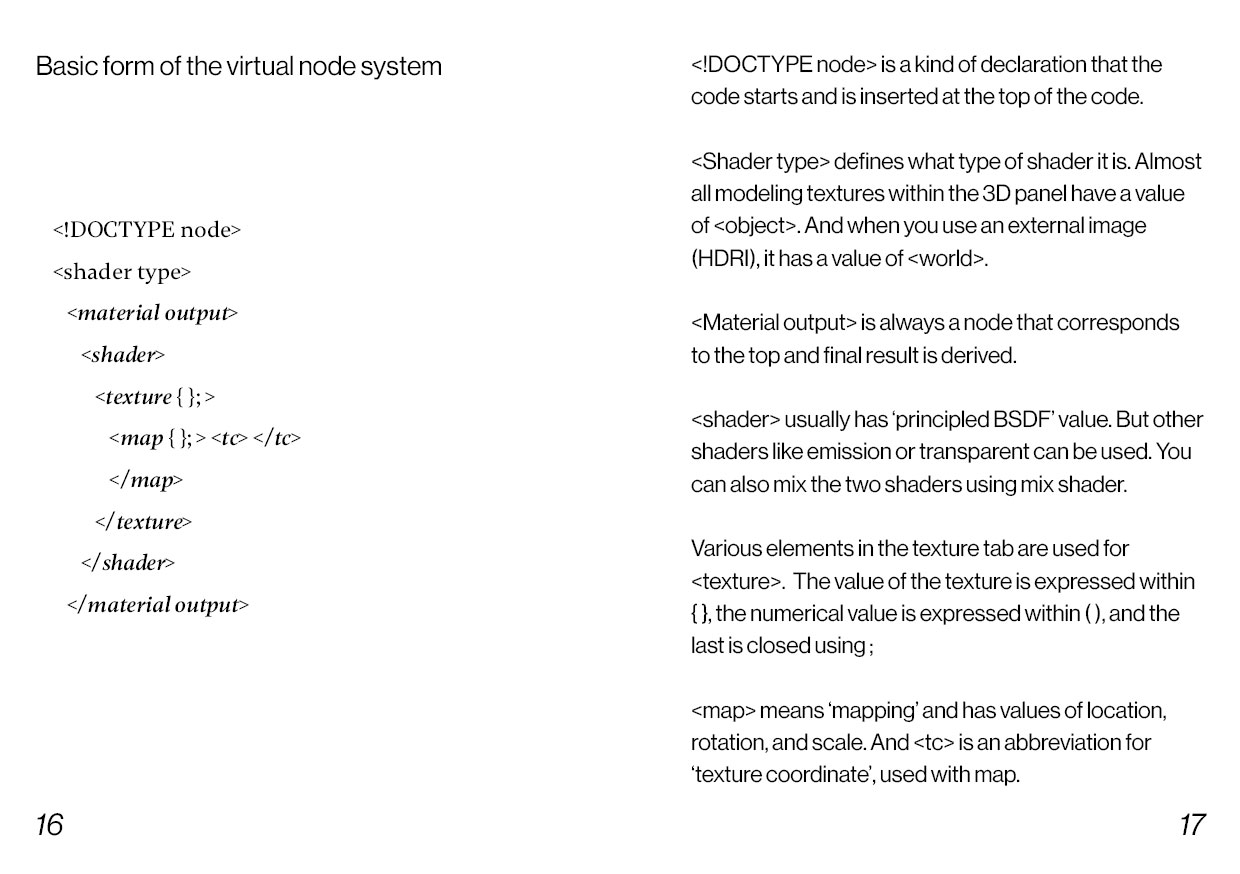 Basic form of the virtual node system
<!DOCTYPE node>
<shader type>
<material output>
<shader>
<texture { }; >
<map { }; > <tc> </tc>
</map>
</texture>
</shader>
</material output>
16
<!DOCTYPE node> is a kind of declaration that the
code starts and is inserted at the top of the code.
<Shader type> defines what type of shader it is. Almost
all modeling textures within the 3D panel have a value
of <object>. And when you use an external image
(HDRI), it has a value of <world>.
<Material output> is always a node that corresponds
to the top and final result is derived.
<shader> usually has ‘principled BSDF’ value. But other
shaders like emission or transparent can be used. You
can also mix the two shaders using mix shader.
Various elements in the texture tab are used for
<texture>.  The value of the texture is expressed within
{ }, the numerical value is expressed within ( ), and the
last is closed using ;
<map> means ‘mapping’ and has values of location,
rotation, and scale. And <tc> is an abbreviation for
‘texture coordinate’, used with map.
17